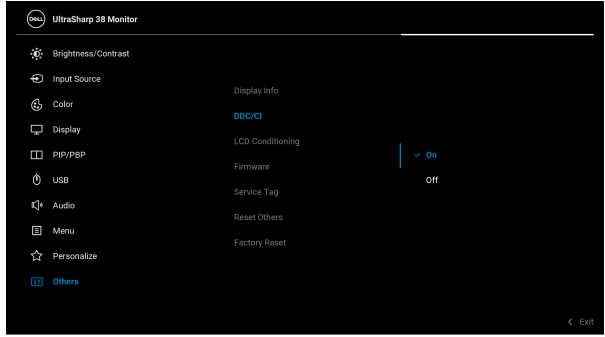 DELL UltraSharp 38 Monitor
Brightness/Contrast
Input Source
Color
Display
PIP/PBP
USB
Audio
Menu
Personalize
Others
Display Info
DDC/CI
LCD Conditioning
Firmware
Service Tag
Reset Others
Factory Reset
On
Off
Exit